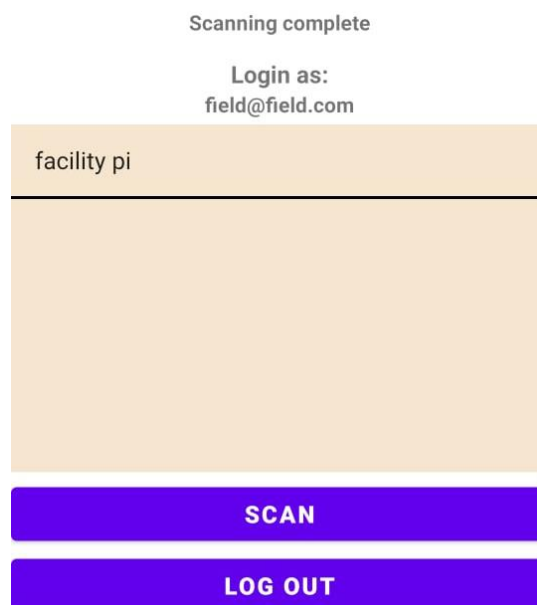 Scanning complete
Login as:
field@field.com
facility pi
SCAN
LOG OUT